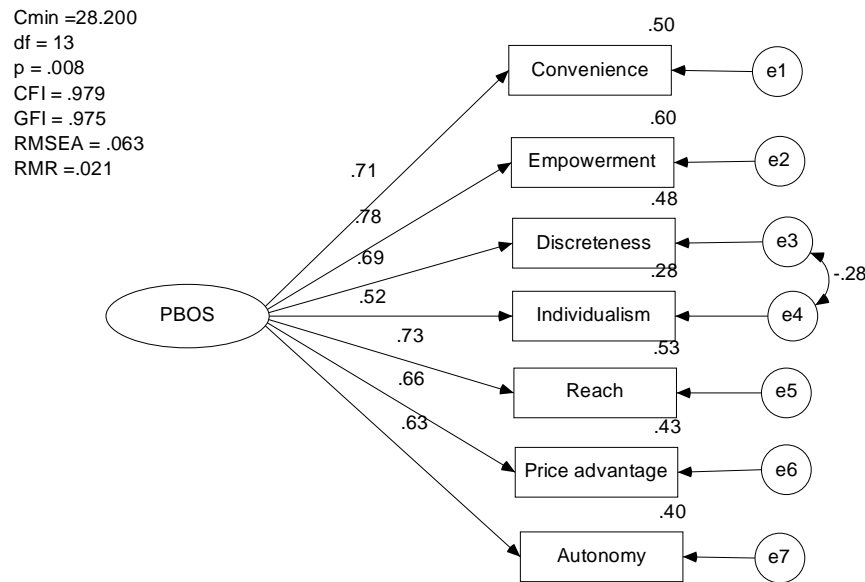 Cmin =28.200
df = 13
p = .008
CFI = .979
GFI = .975
RMSEA = .063
RMR =.021
.50
Convenience
e1
.71
.60
Empowerment
e2
.78
.48
Discreteness
e3
.69
.28
-.28
Individualism
e4
.52
PBOS
.53
Reach
e5
.73
.43
Price advantage
e6
.66
.40
Autonomy
e7
.63